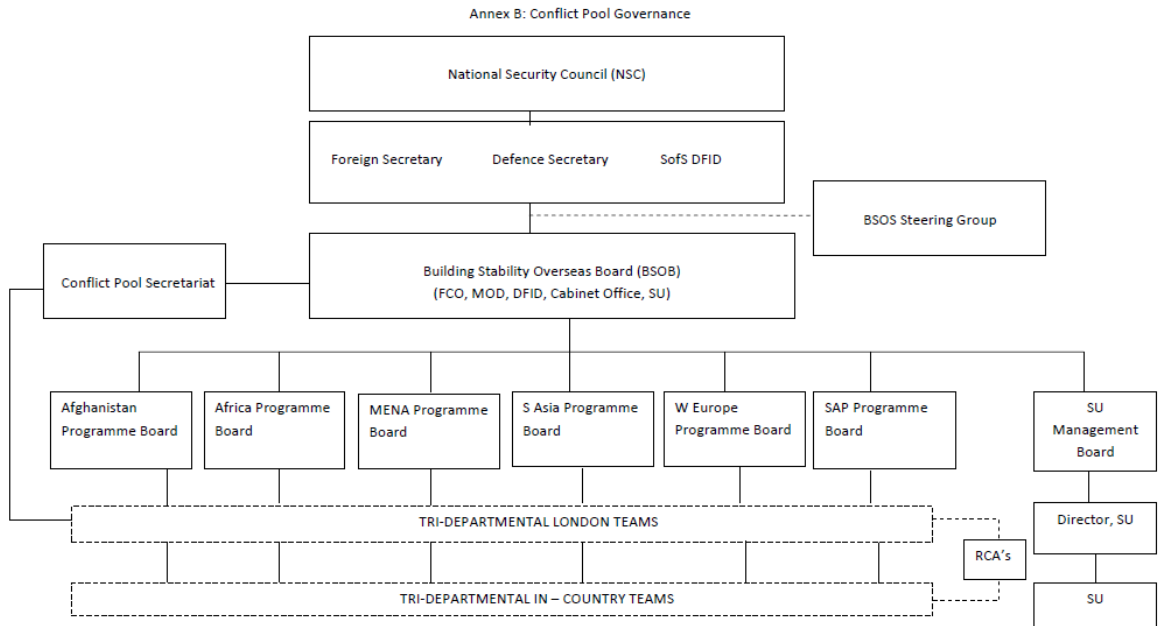 Annex B: Conflict Pool Governance
National Security Council (NSC)
Foreign Secretary Defence Secretary SofS DFID
BSOS Steering Group
Conflict Pool Secretariat
Building Stability Overseas Board (BSOB)
(FCO, MOD, DFID, Cabinet Office, SU)
Afghanistan
Programme Board
Africa Programme
Board
MENA Programme
Board
S Asia Programme
Board
W Europe
Programme Board
SAP Programme
Board
SU
Management
Board
TRI-DEPARTMENTAL LONDON TEAMS
Director, SU
RCA’s
TRI-DEPARTMENTAL IN – COUNTRY TEAMS
SU